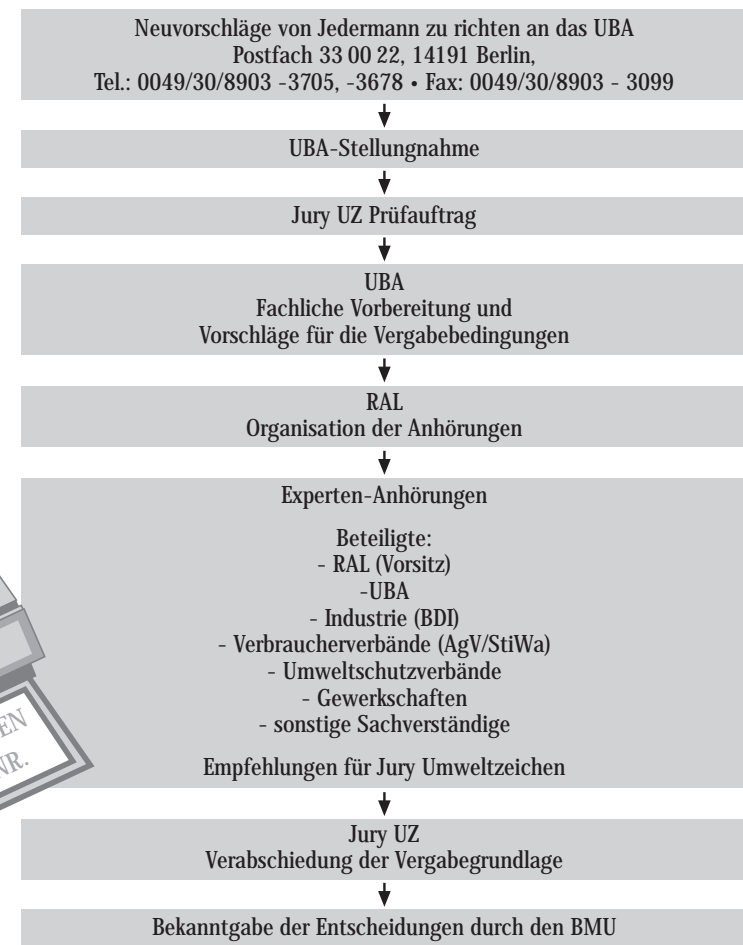 Neuvorschläge von Jedermann zu richten an das UBA
Postfach 33 00 22, 14191 Berlin,
Tel.: 0049/30/8903 -3705, -3678 • Fax: 0049/30/8903 - 3099
UBA-Stellungnahme
Jury UZ Prüfauftrag
UBA
Fachliche Vorbereitung und
Vorschläge für die Vergabebedingungen
RAL
Organisation der Anhörungen
Experten-Anhörungen
Beteiligte:
- RAL (Vorsitz)
-UBA
- Industrie (BDI)
- Verbraucherverbände (AgV/StiWa)
- Umweltschutzverbände
- Gewerkschaften
- sonstige Sachverständige
Empfehlungen für Jury Umweltzeichen
EN
NR.
Jury UZ
Verabschiedung der Vergabegrundlage
Bekanntgabe der Entscheidungen durch den BMU